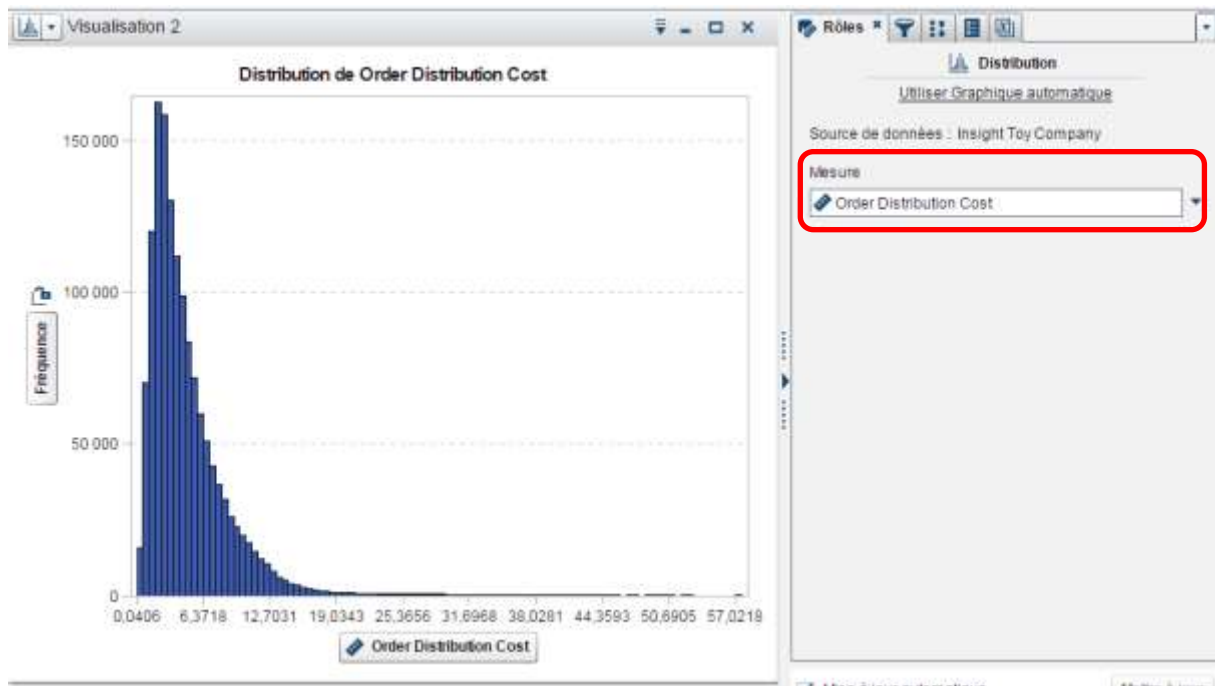 Visualisation 2
Distribution de Order Distribution Cost
150 000
100 000
50 000
0
Fréquence
0,0406 6,3718 12,7031 19,0343 25,3656 31,6968 38,0281 44,3593 50,6905 57,0218
Order Distribution Cost
Rôles
Distribution
Utiliser Graphique automatique
Source de données : Insight Toy Company
Mesure
Order Distribution Cost